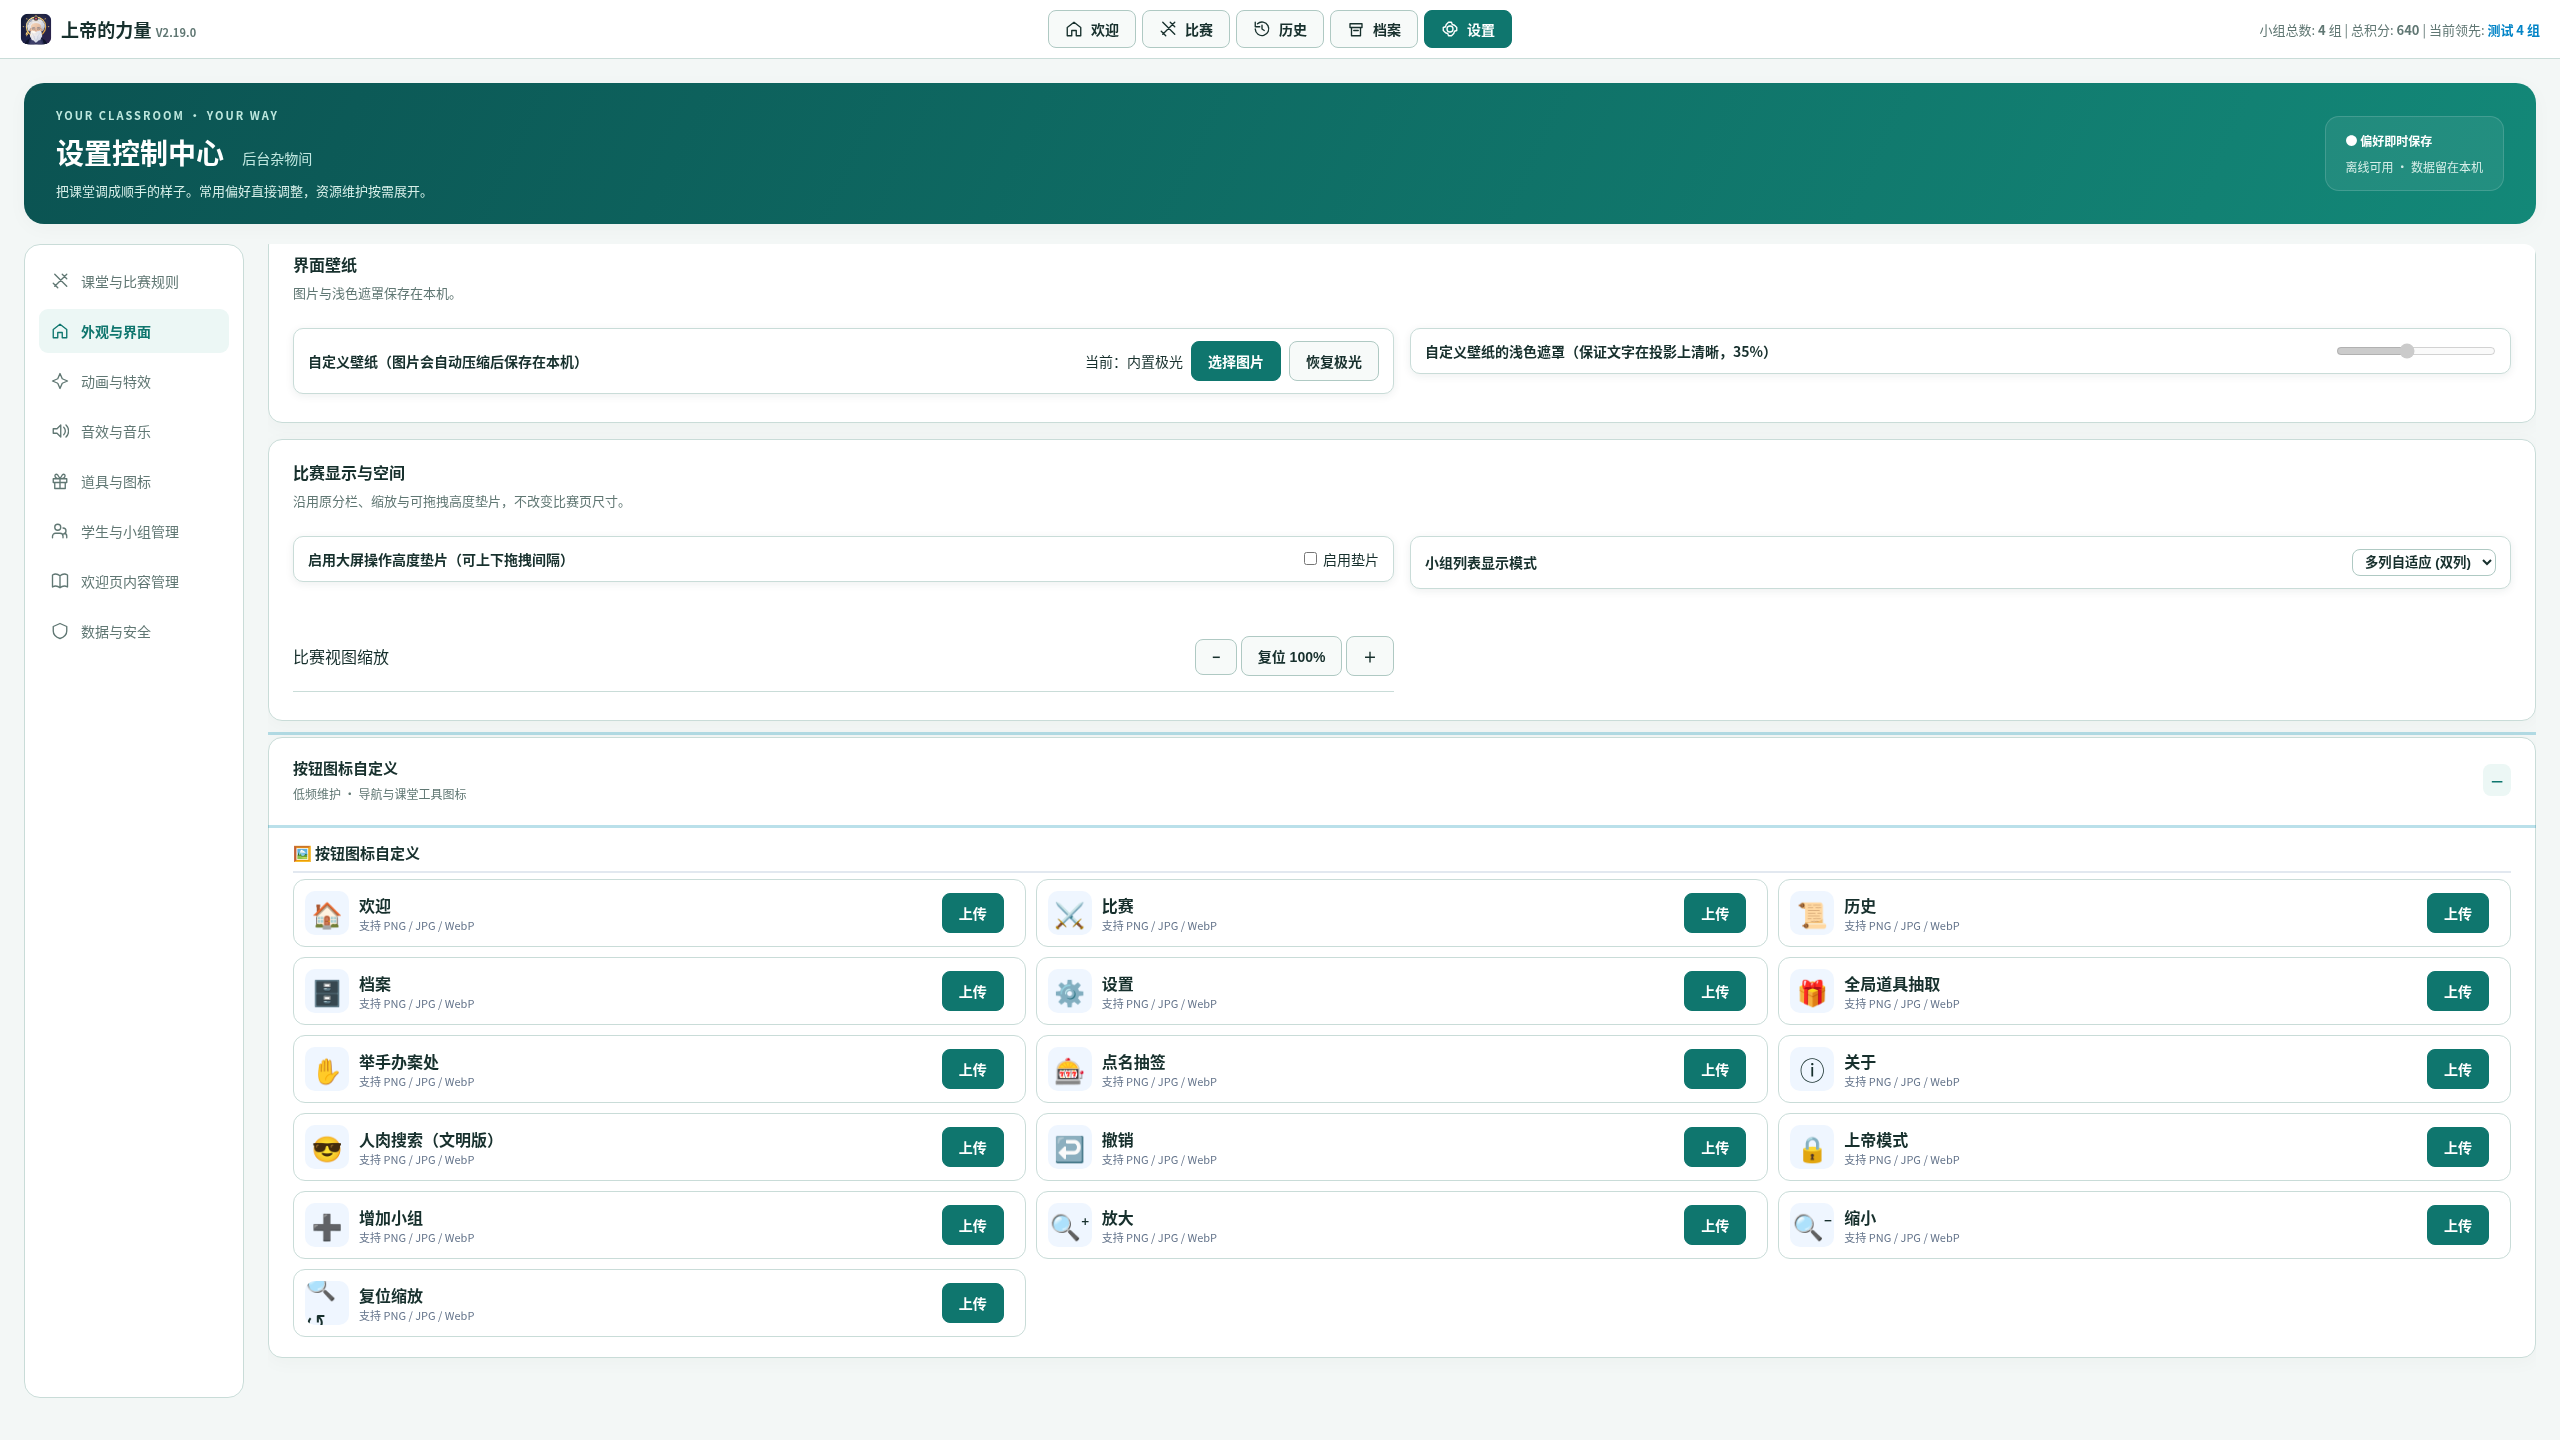 上帝的力量 V2.19.0
欢迎
比赛
历史
档案
设置
小组总数: 4 组 | 总积分: 640 | 当前领先: 测试 4 组
YOUR CLASSROOM · YOUR WAY
设置控制中心 后台杂物间
把课堂调成顺手的样子。常用偏好直接调整，资源维护按需展开。
偏好即时保存
离线可用 · 数据留在本机
课堂与比赛规则
外观与界面
动画与特效
音效与音乐
道具与图标
学生与小组管理
欢迎页内容管理
数据与安全
界面壁纸
图片与浅色遮罩保存在本机。
自定义壁纸（图片会自动压缩后保存在本机）
当前：内置极光
选择图片
恢复极光
自定义壁纸的浅色遮罩（保证文字在投影上清晰，35%）
比赛显示与空间
沿用原分栏、缩放与可拖拽高度垫片，不改变比赛页尺寸。
启用大屏操作高度垫片（可上下拖拽间隔）
启用垫片
小组列表显示模式
多列自适应 (双列)
比赛视图缩放
−
复位 100%
＋
按钮图标自定义
低频维护 · 导航与课堂工具图标
−
🖼️ 按钮图标自定义
欢迎
支持 PNG / JPG / WebP
上传
比赛
支持 PNG / JPG / WebP
上传
历史
支持 PNG / JPG / WebP
上传
档案
支持 PNG / JPG / WebP
上传
设置
支持 PNG / JPG / WebP
上传
全局道具抽取
支持 PNG / JPG / WebP
上传
举手办案处
支持 PNG / JPG / WebP
上传
点名抽签
支持 PNG / JPG / WebP
上传
关于
支持 PNG / JPG / WebP
上传
人肉搜索（文明版）
支持 PNG / JPG / WebP
上传
撤销
支持 PNG / JPG / WebP
上传
上帝模式
支持 PNG / JPG / WebP
上传
增加小组
支持 PNG / JPG / WebP
上传
放大
支持 PNG / JPG / WebP
上传
缩小
支持 PNG / JPG / WebP
上传
复位缩放
支持 PNG / JPG / WebP
上传